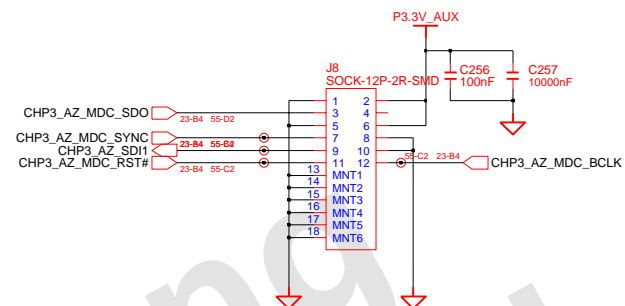 P3.3V_AUX
J8
SOCK-12P-2R-SMD
C256
100nF
C257
10000nF
CHP3_AZ_MDC_SDO
23-B4 55-D2
CHP3_AZ_MDC_SYNC
CHP3_AZ_SDI1
23-B4
CHP3_AZ_MDC_RST#
23-B4 55-C2
1 2
3 4
5 6
7 8
9 10
11 12
55-C2 23-B4
CHP3_AZ_MDC_BCLK
13 MNT1
14 MNT2
15 MNT3
16 MNT4
17 MNT5
18 MNT6